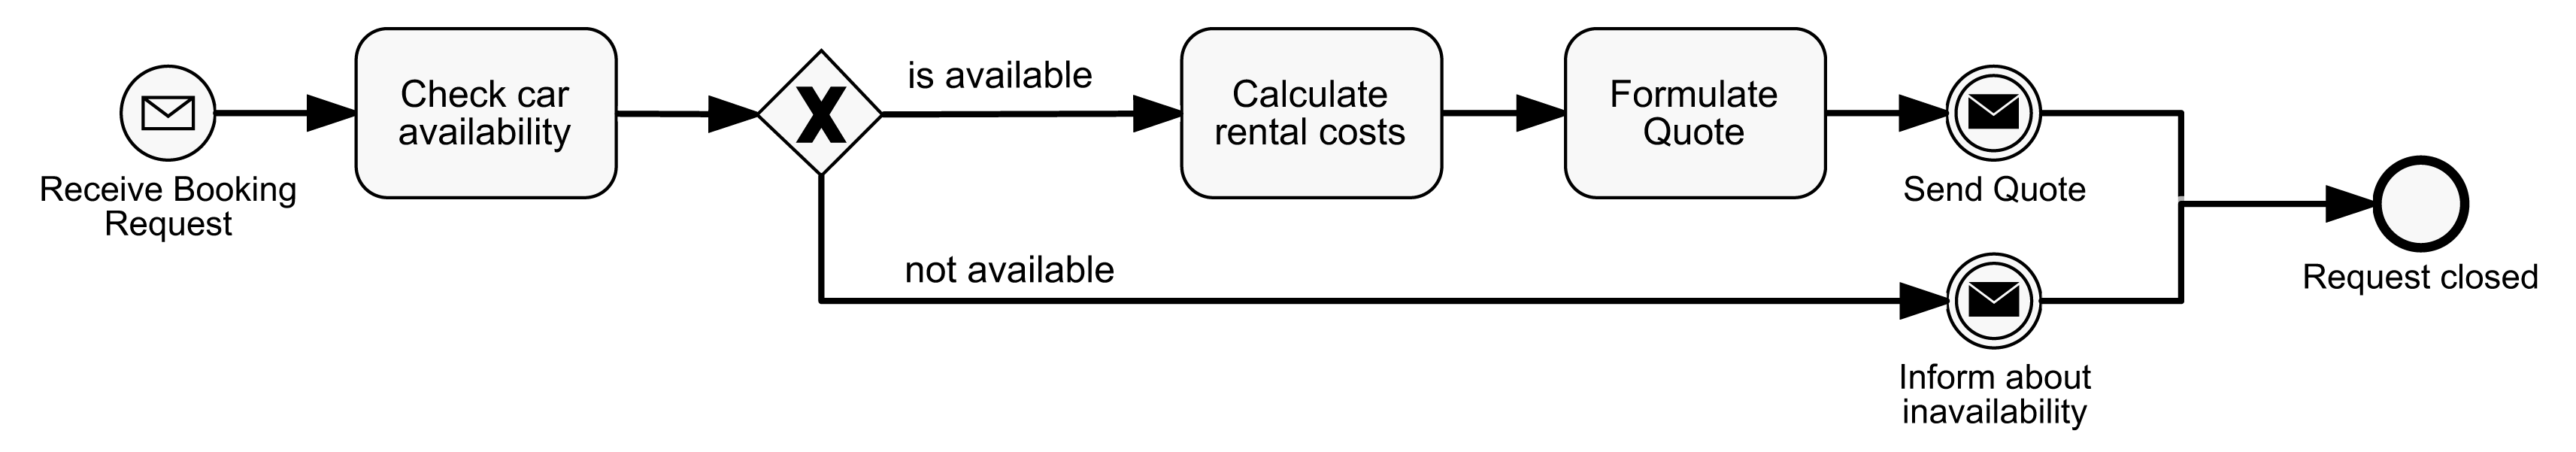 Receive Booking
Request
Check car
availability
X
is available
not available
Calculate
rental costs
Formulate
Quote
Send Quote
Inform about
inavailability
Request closed